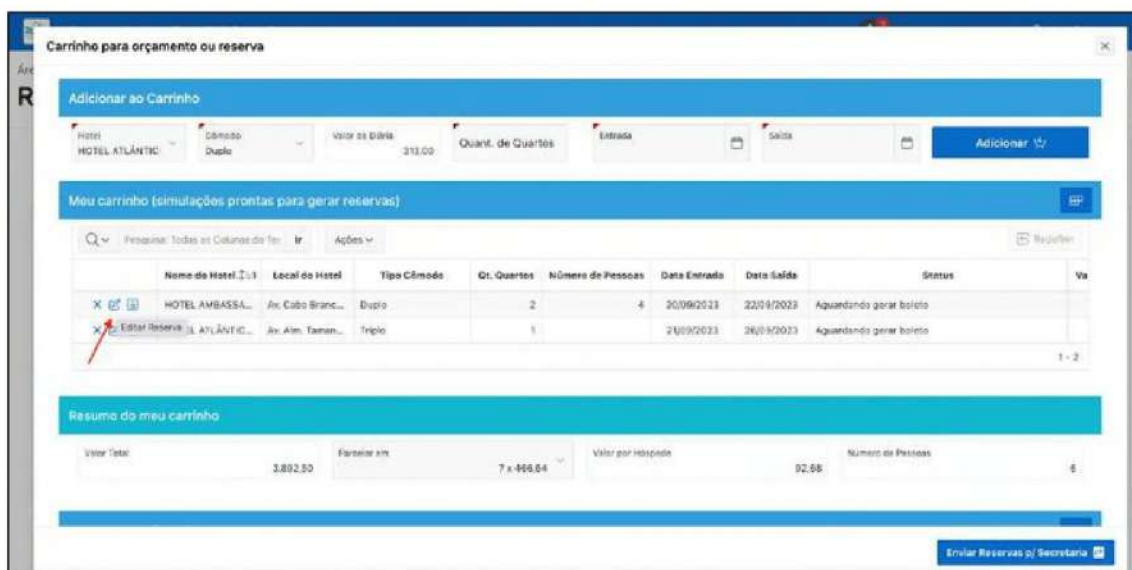 Carrinho para orçamento ou reserva
Áre
R
Adicionar ao Carrinho
Hotel
HOTEL ATLÂNTIC
Cômodo
Duplo
Valor da Diária
313,00
Quant. de Quartos
Entrada
Saída
Adicionar
Meu carrinho (simulações prontas para gerar reservas)
Pesquisa: Todas as Colunas de Ir Ações
Redefinir
Nome do Hotel Local do Hotel Tipo Cômodo Qt. Quartos Número de Pessoas Data Entrada Data Saída Status Va
HOTEL AMBASSA... Av. Cabo Branc... Duplo 2 4 20/09/2023 22/09/2023 Aguardando gerar boleto
Editar Reserva L ATLÂNTIC... Av. Alm. Taman... Triplo 1 21/09/2023 26/09/2023 Aguardando gerar boleto
1 - 2
Resumo do meu carrinho
Valor Total
3.892,50
Parcelar em
Valor por Hóspede
92,68
Número de Pessoas
6
Enviar Reservas p/ Secretaria